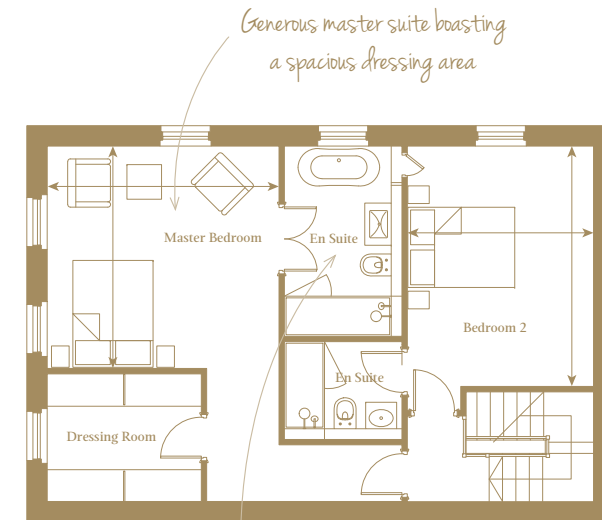 Generous master suite boasting
a spacious dressing area
Master Bedroom
En Suite
Bedroom 2
En Suite
Dressing Room